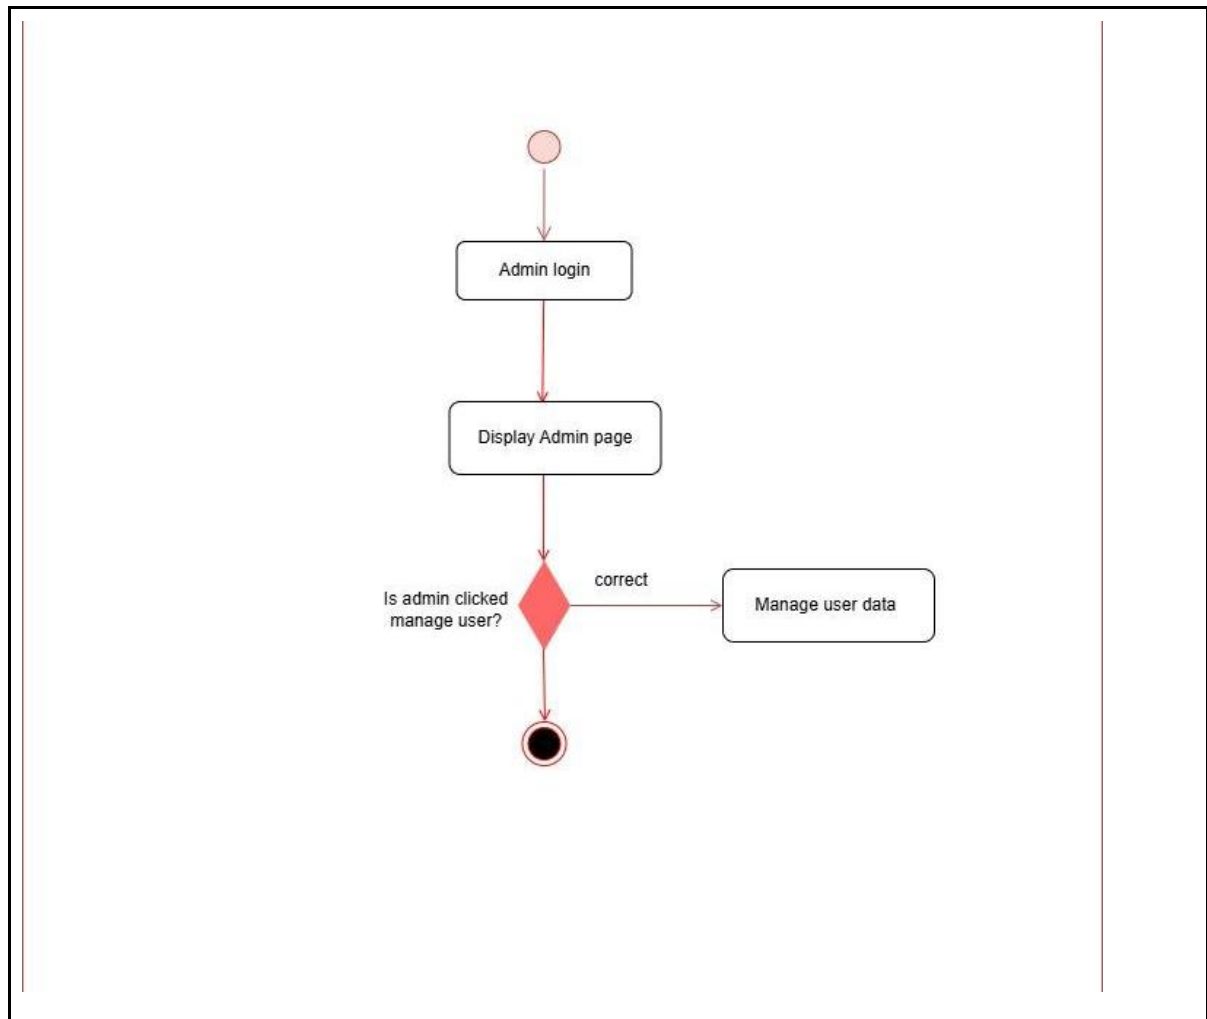 Admin login
Display Admin page
correct
Is admin clicked
manage user?
Manage user data